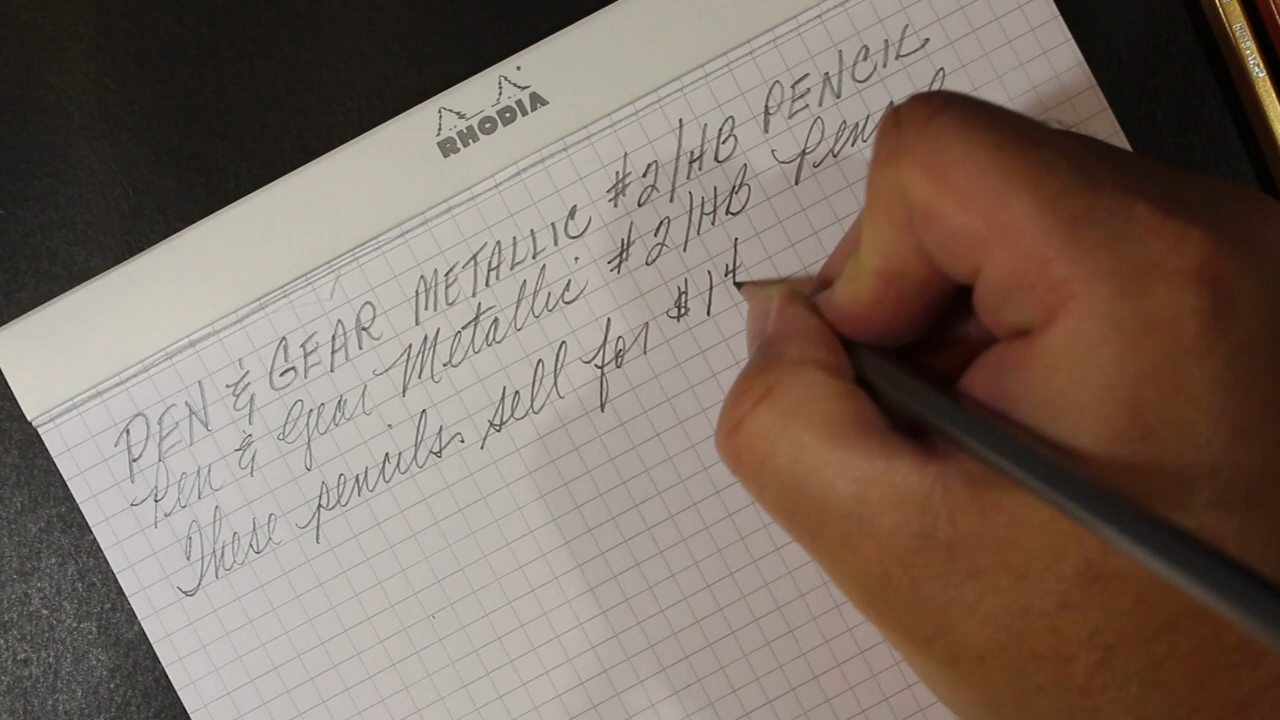 RHODIA
PEN & GEAR METALLIC #2/HB PENCIL
Pen & Gear Metallic #2/HB
These pencils sell for $14